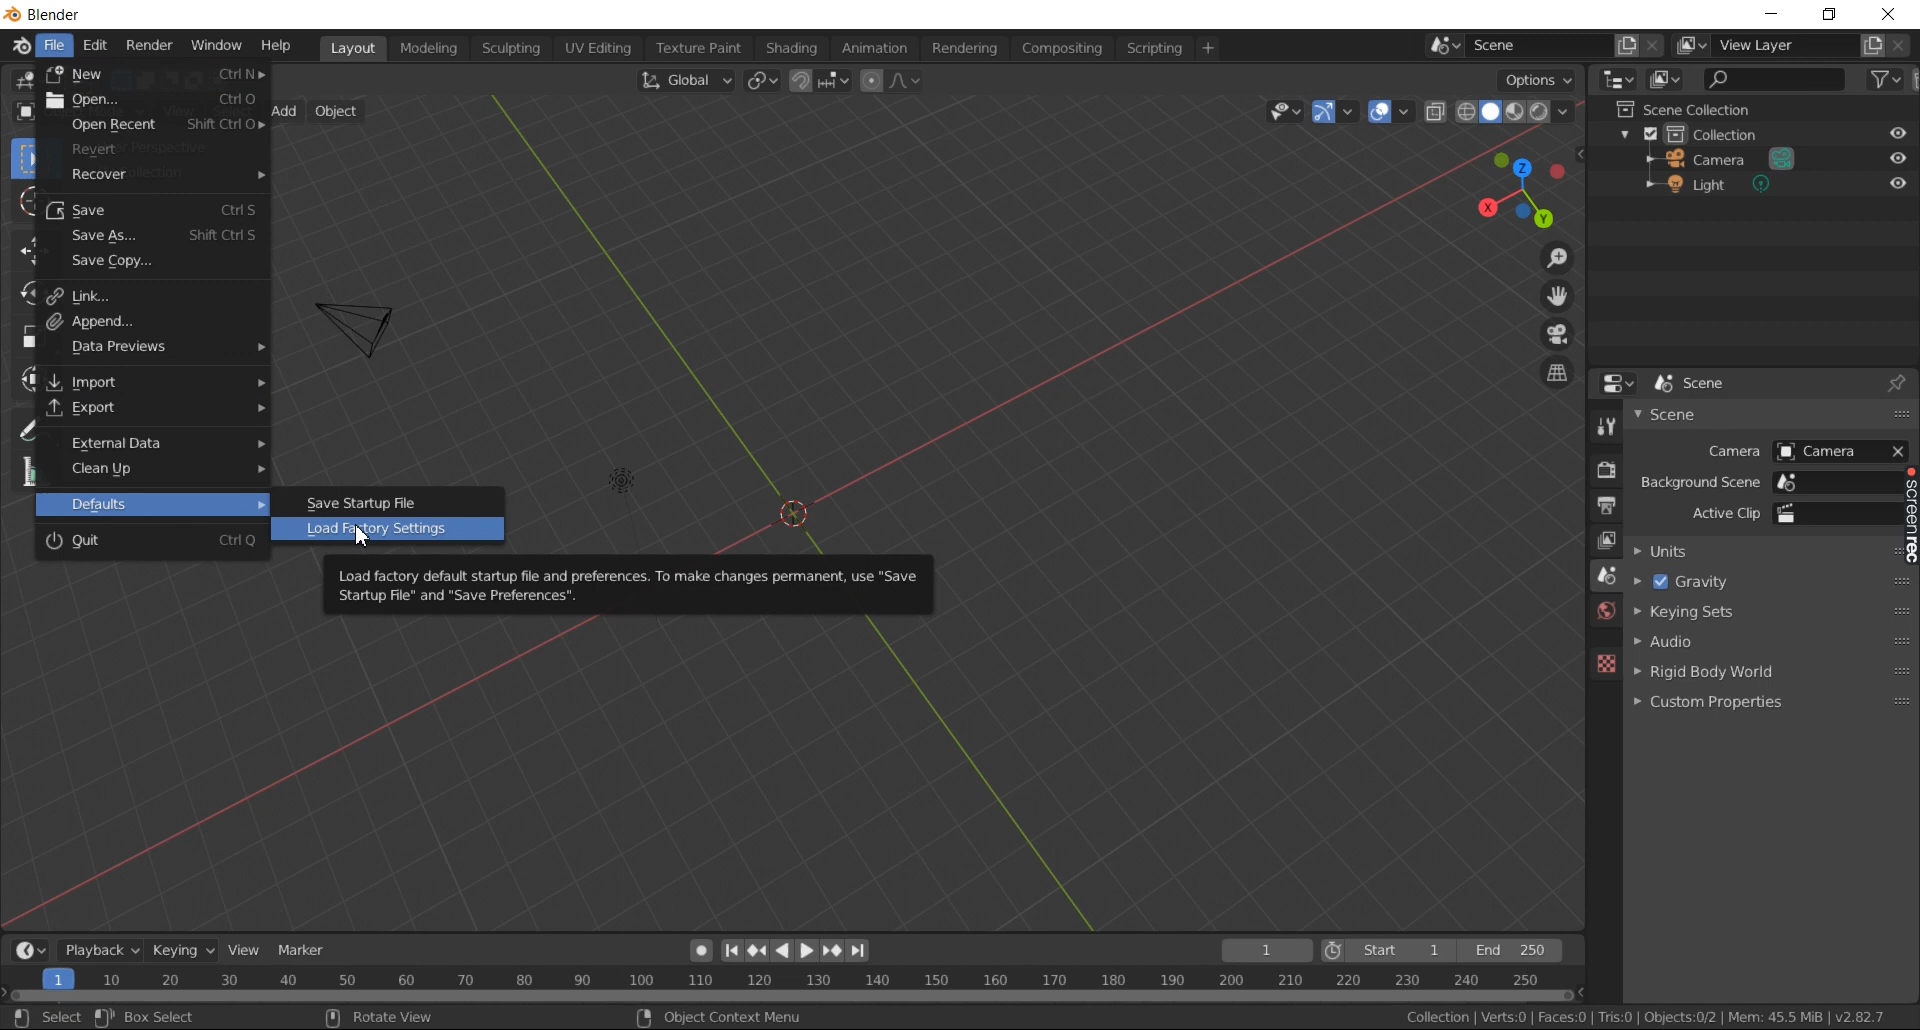 Blender
File Edit Render Window Help Layout Modeling Sculpting UV Editing Texture Paint Shading Animation Rendering Compositing Scripting + Scene View Layer
Global Options
Add Object
New Ctrl N
Open... Ctrl O
Open Recent Shift Ctrl O
Revert
Recover
Save Ctrl S
Save As... Shift Ctrl S
Save Copy...
Link...
Append...
Data Previews
Import
Export
External Data
Clean Up
Defaults
Quit Ctrl Q
Save Startup File
Load Factory Settings
Load factory default startup file and preferences. To make changes permanent, use "Save
Startup File" and "Save Preferences".
Z
X
Y
Scene Collection
Collection
Camera
Light
Scene
Scene
Camera Camera
Background Scene
Active Clip
Units
Gravity
Keying Sets
Audio
Rigid Body World
Custom Properties
screenrec
Playback Keying View Marker 1 Start 1 End 250
1 10 20 30 40 50 60 70 80 90 100 110 120 130 140 150 160 170 180 190 200 210 220 230 240 250
Select Box Select Rotate View Object Context Menu Collection | Verts:0 | Faces:0 | Tris:0 | Objects:0/2 | Mem: 45.5 MiB | v2.82.7